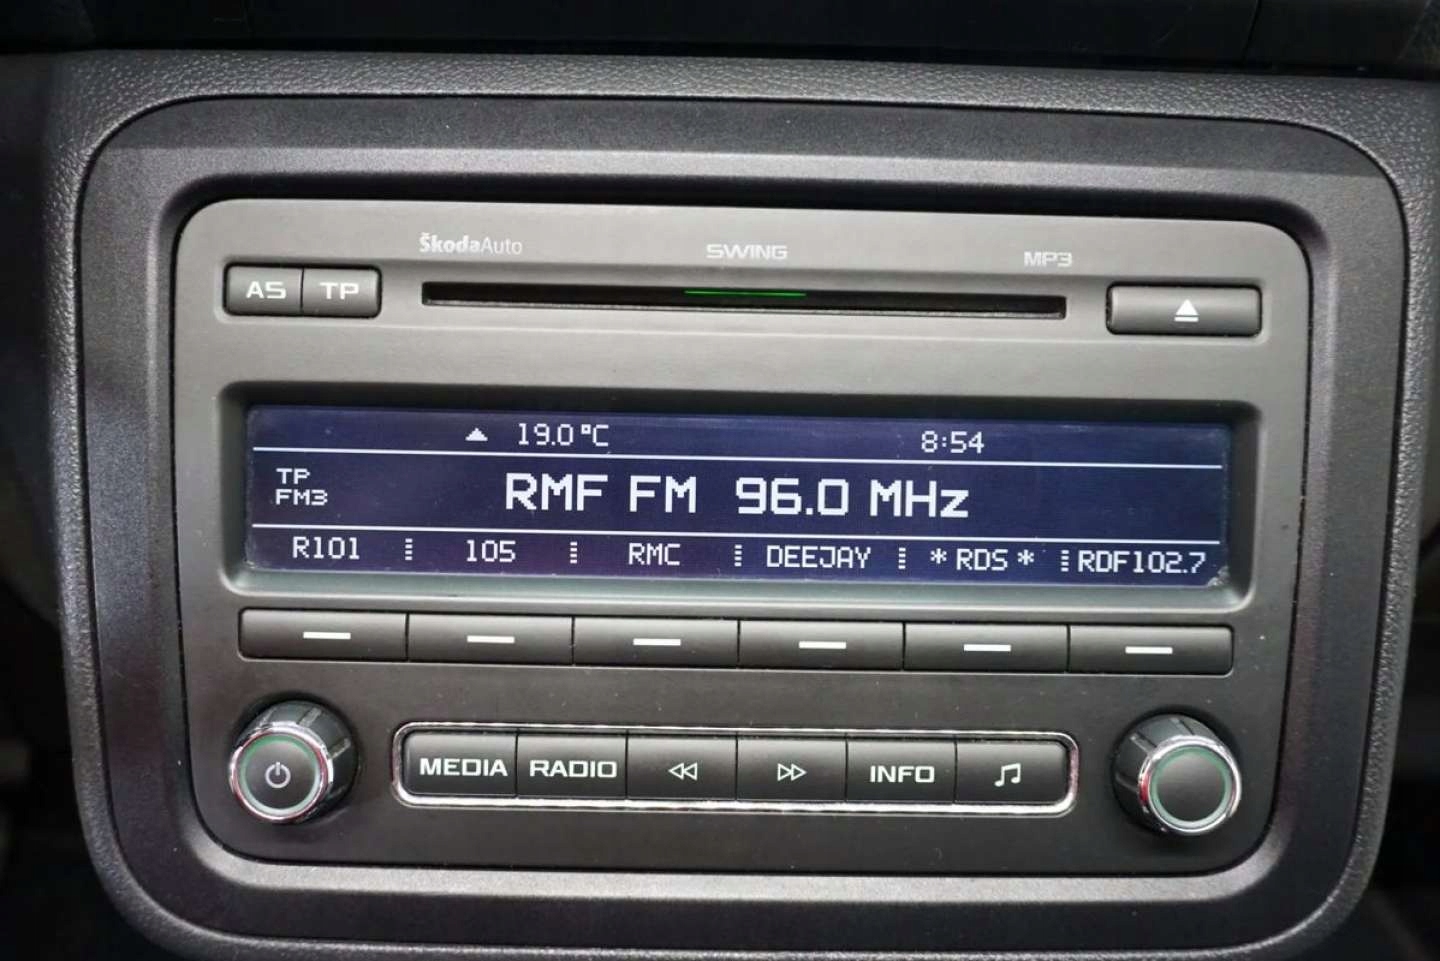 ŠkodaAuto SWING MP3
AS TP
19.0 °C 8:54
TP
FM3
RMF FM 96.0 MHz
R101 105 RMC DEEJAY *RDS* RDF102.7
MEDIA RADIO INFO